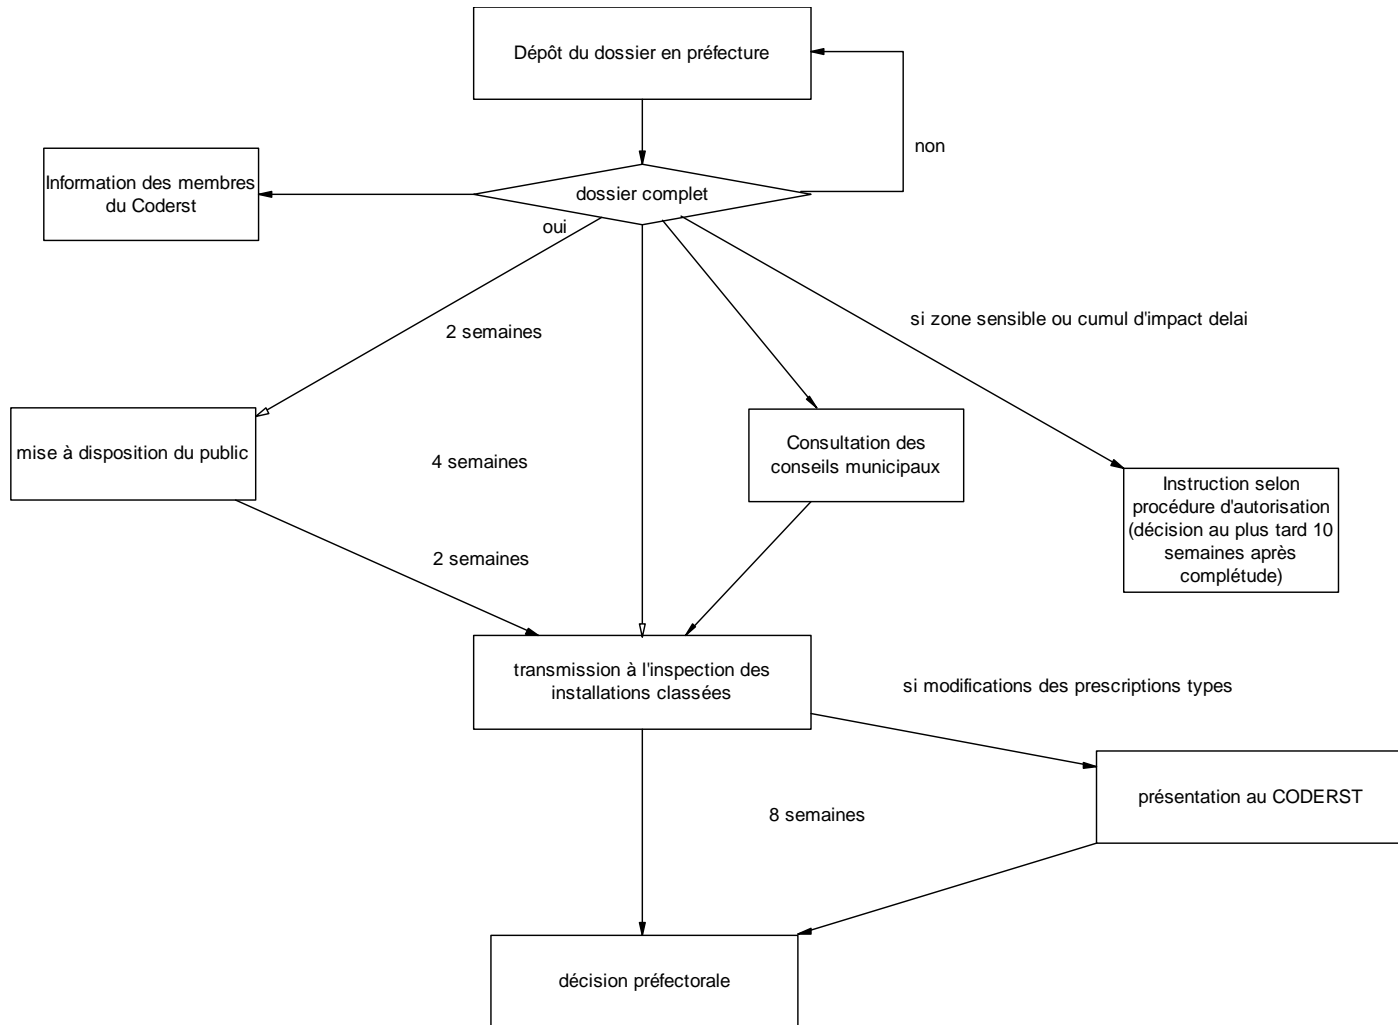 Dépôt du dossier en préfecture
non
Information des membres
du Coderst
dossier complet
oui
2 semaines
si zone sensible ou cumul d'impact delai
mise à disposition du public
4 semaines
Consultation des
conseils municipaux
Instruction selon
procédure d'autorisation
(décision au plus tard 10
semaines après
complétude)
2 semaines
transmission à l'inspection des
installations classées
si modifications des prescriptions types
8 semaines
présentation au CODERST
décision préfectorale